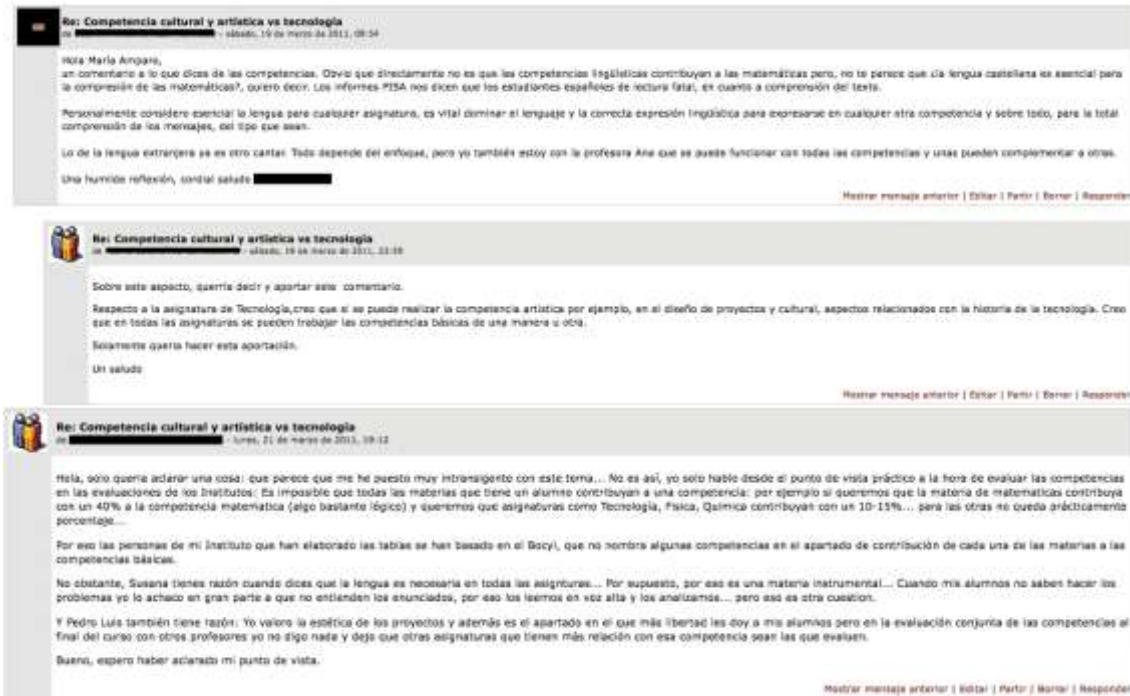 Re: Competencia cultural y artística vs tecnología
de - sábado, 19 de marzo de 2011, 09:54
Hola María Amparo,
un comentario a lo que dices de las competencias. Obvio que directamente no es que las competencias lingüísticas contribuyan a las matemáticas pero, no te parece que ¿la lengua castellana es esencial para
la compresión de las matemáticas?, quiero decir. Los informes PISA nos dicen que los estudiantes españoles de lectura fatal, en cuanto a comprensión del texto.
Personalmente considero esencial la lengua para cualquier asignatura, es vital dominar el lenguaje y la correcta expresión lingüística para expresarse en cualquier otra competencia y sobre todo, para la total
comprensión de los mensajes, del tipo que sean.
Lo de la lengua extranjera ya es otro cantar. Todo depende del enfoque, pero yo también estoy con la profesora Ana que se puede funcionar con todas las competencias y unas pueden complementar a otras.
Una humilde reflexión, cordial saludo
Mostrar mensaje anterior | Editar | Partir | Borrar | Responder
Re: Competencia cultural y artística vs tecnología
de - sábado, 19 de marzo de 2011,
Sobre este aspecto, querría decir y aportar este comentario.
Respecto a la asignatura de Tecnología,creo que si se puede realizar la competencia artística por ejemplo, en el diseño de proyectos y cultural, aspectos relacionados con la historia de la tecnología. Creo
que en todas las asignaturas se pueden trabajar las competencias básicas de una manera u otra.
Solamente quería hacer esta aportación.
Un saludo
Mostrar mensaje anterior | Editar | Partir | Borrar | Responder
Re: Competencia cultural y artística vs tecnología
de - lunes, 21 de marzo de 2011, 19:12
Hola, solo quería aclarar una cosa: que parece que me he puesto muy intransigente con este tema... No es así, yo solo hablo desde el punto de vista práctico a la hora de evaluar las competencias
en las evaluaciones de los Institutos: Es imposible que todas las materias que tiene un alumno contribuyan a una competencia: por ejemplo si queremos que la materia de matematicas contribuya
con un 40% a la competencia matematica (algo bastante lógico) y queremos que asignaturas como Tecnología, Fisica, Quimica contribuyan con un 10-15%... para las otras no queda prácticamente
porcentaje...
Por eso las personas de mi Instituto que han elaborado las tablas se han basado en el Bocyl, que no nombra algunas competencias en el apartado de contribución de cada una de las materias a las
competencias básicas.
No obstante, Susana tienes razón cuando dices que la lengua es necesaria en todas las asignturas... Por supuesto, por eso es una materia instrumental... Cuando mis alumnos no saben hacer los
problemas yo lo achaco en gran parte a que no entienden los enunciados, por eso los leemos en voz alta y los analizamos... pero eso es otra cuestion.
Y Pedro Luis también tiene razón: Yo valoro la estética de los proyectos y además es el apartado en el que más libertad les doy a mis alumnos pero en la evaluación conjunta de las competencias al
final del curso con otros profesores yo no digo nada y dejo que otras asignaturas que tienen más relación con esa competencia sean las que evaluen.
Bueno, espero haber aclarado mi punto de vista.
Mostrar mensaje anterior | Editar | Partir | Borrar | Responder